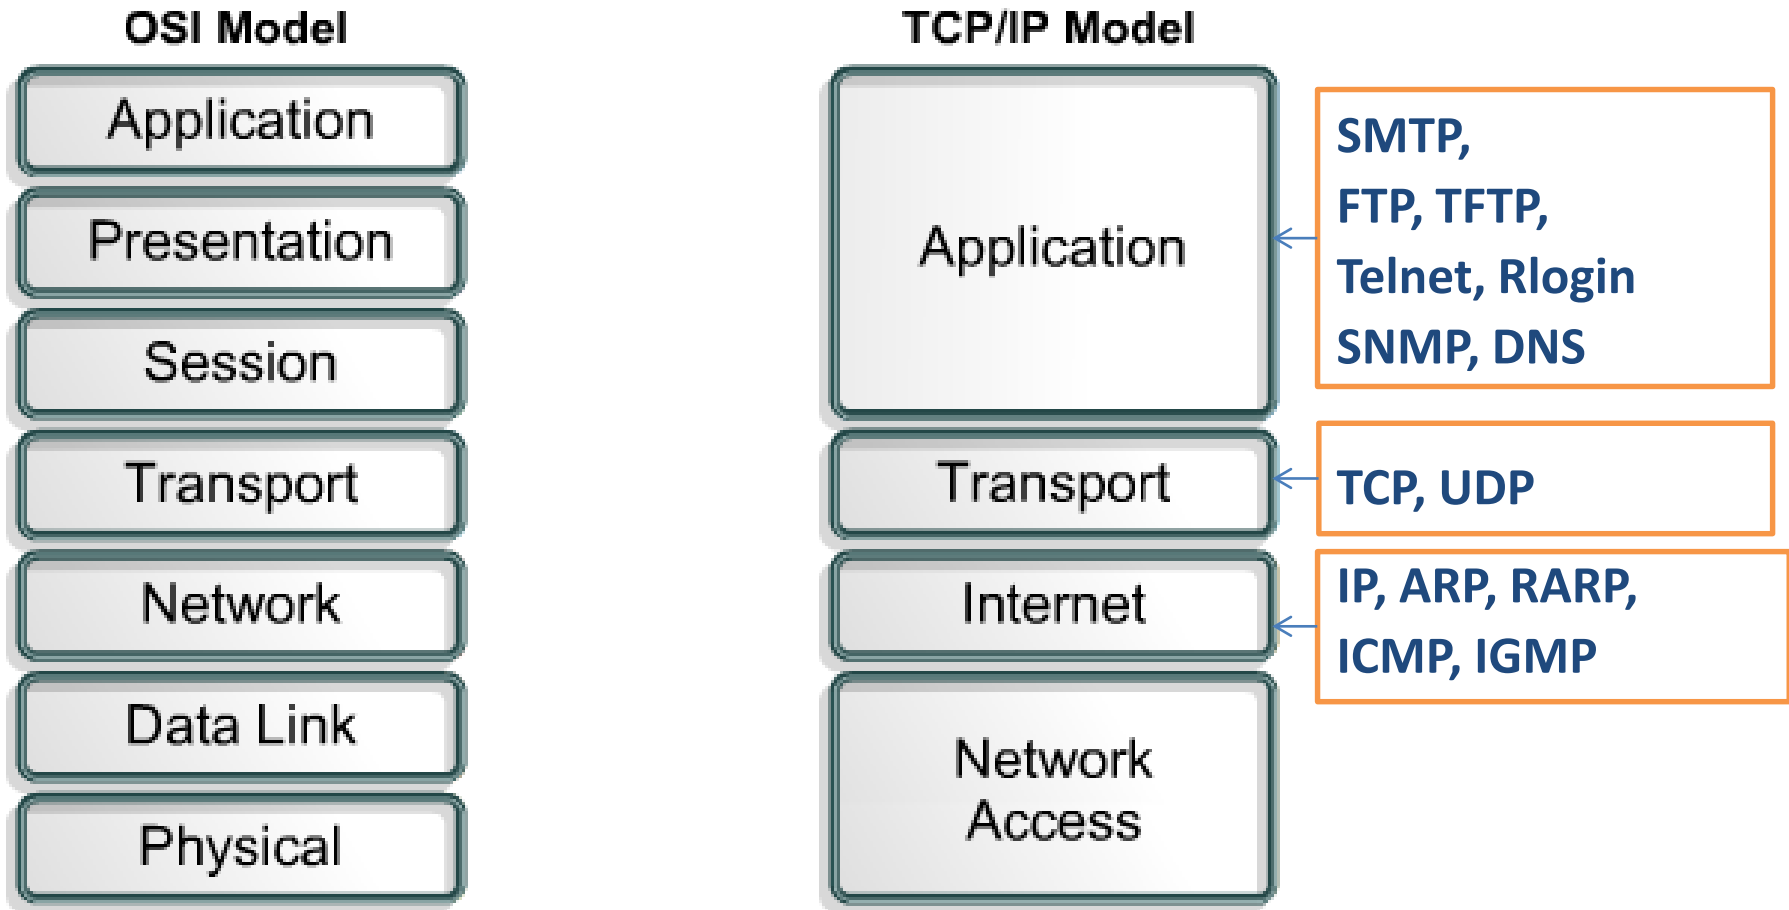 OSI Model
Application
Presentation
Session
Transport
Network
Data Link
Physical
TCP/IP Model
Application
Transport
Internet
Network
Access
SMTP,
FTP, TFTP,
Telnet, Rlogin
SNMP, DNS
TCP, UDP
IP, ARP, RARP,
ICMP, IGMP